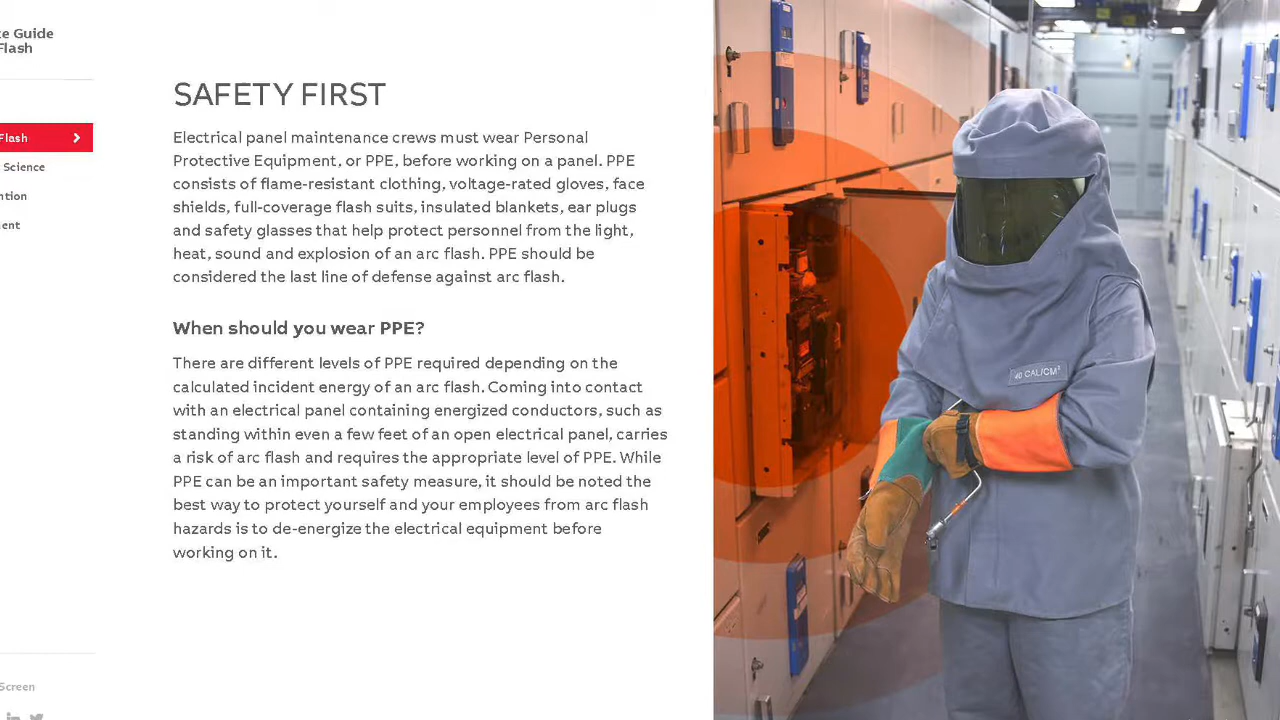 te Guide
Flash
Flash
Science
ntion
ent
Screen
SAFETY FIRST
Electrical panel maintenance crews must wear Personal
Protective Equipment, or PPE, before working on a panel. PPE
consists of flame-resistant clothing, voltage-rated gloves, face
shields, full-coverage flash suits, insulated blankets, ear plugs
and safety glasses that help protect personnel from the light,
heat, sound and explosion of an arc flash. PPE should be
considered the last line of defense against arc flash.
When should you wear PPE?
There are different levels of PPE required depending on the
calculated incident energy of an arc flash. Coming into contact
with an electrical panel containing energized conductors, such as
standing within even a few feet of an open electrical panel, carries
a risk of arc flash and requires the appropriate level of PPE. While
PPE can be an important safety measure, it should be noted the
best way to protect yourself and your employees from arc flash
hazards is to de-energize the electrical equipment before
working on it.
40 CAL/CM²